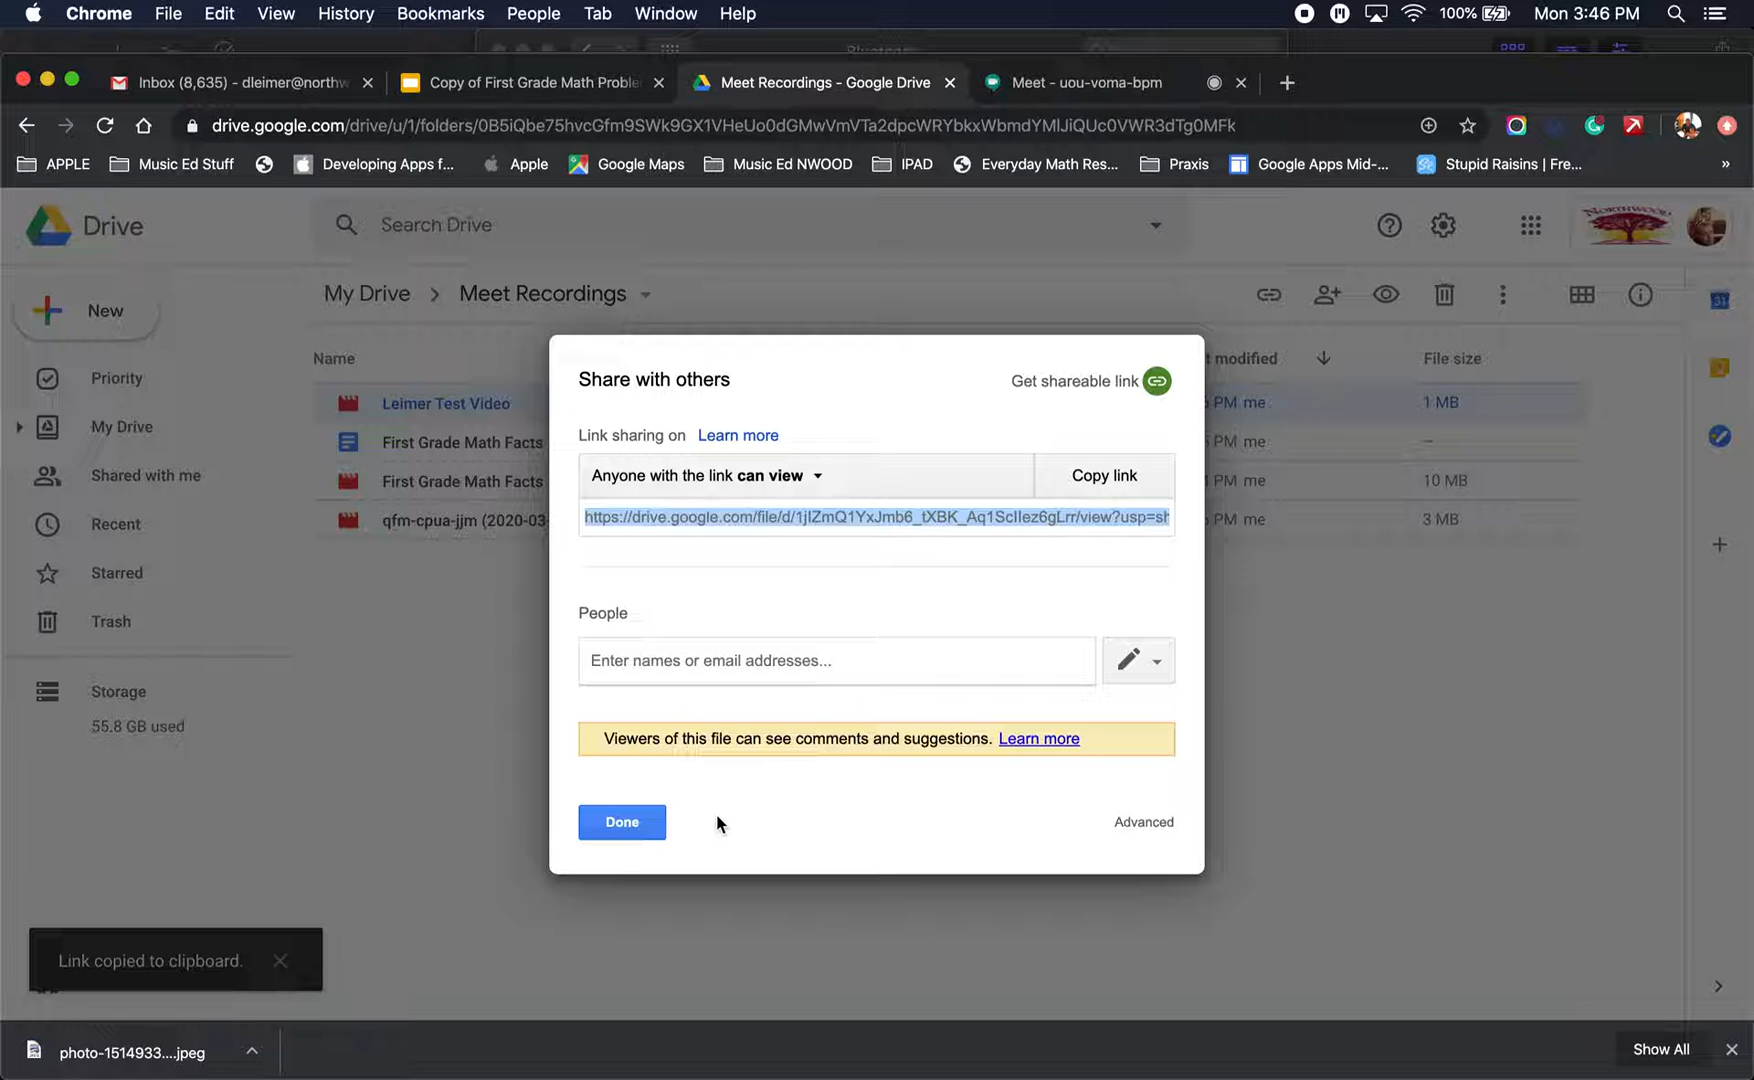 Chrome File Edit View History Bookmarks People Tab Window Help 100% Mon 3:46 PM
Inbox (8,635) - dleimer@northw Copy of First Grade Math Proble Meet Recordings - Google Drive Meet - uou-voma-bpm
drive.google.com/drive/u/1/folders/0B5iQbe75hvcGfm9SWk9GX1VHeUo0dGMwVmVTa2dpcWRYbkxWbmdYMlJiQUc0VWR3dTg0MFk
APPLE Music Ed Stuff Developing Apps f... Apple Google Maps Music Ed NWOOD IPAD Everyday Math Res... Praxis Google Apps Mid-... Stupid Raisins | Fre... »
Drive Search Drive NORTHWOOD
New My Drive > Meet Recordings
Name t modified File size
Priority
My Drive
Shared with me
Recent
Starred
Trash
Storage
55.8 GB used
Leimer Test Video PM me 1 MB
First Grade Math Facts PM me –
First Grade Math Facts PM me 10 MB
qfm-cpua-jjm (2020-03- PM me 3 MB
31
Share with others Get shareable link
Link sharing on Learn more
Anyone with the link can view Copy link
https://drive.google.com/file/d/1jIZmQ1YxJmb6_tXBK_Aq1ScIIez6gLrr/view?usp=sh
People
Enter names or email addresses...
Viewers of this file can see comments and suggestions. Learn more
Done Advanced
Link copied to clipboard.
photo-1514933....jpeg Show All